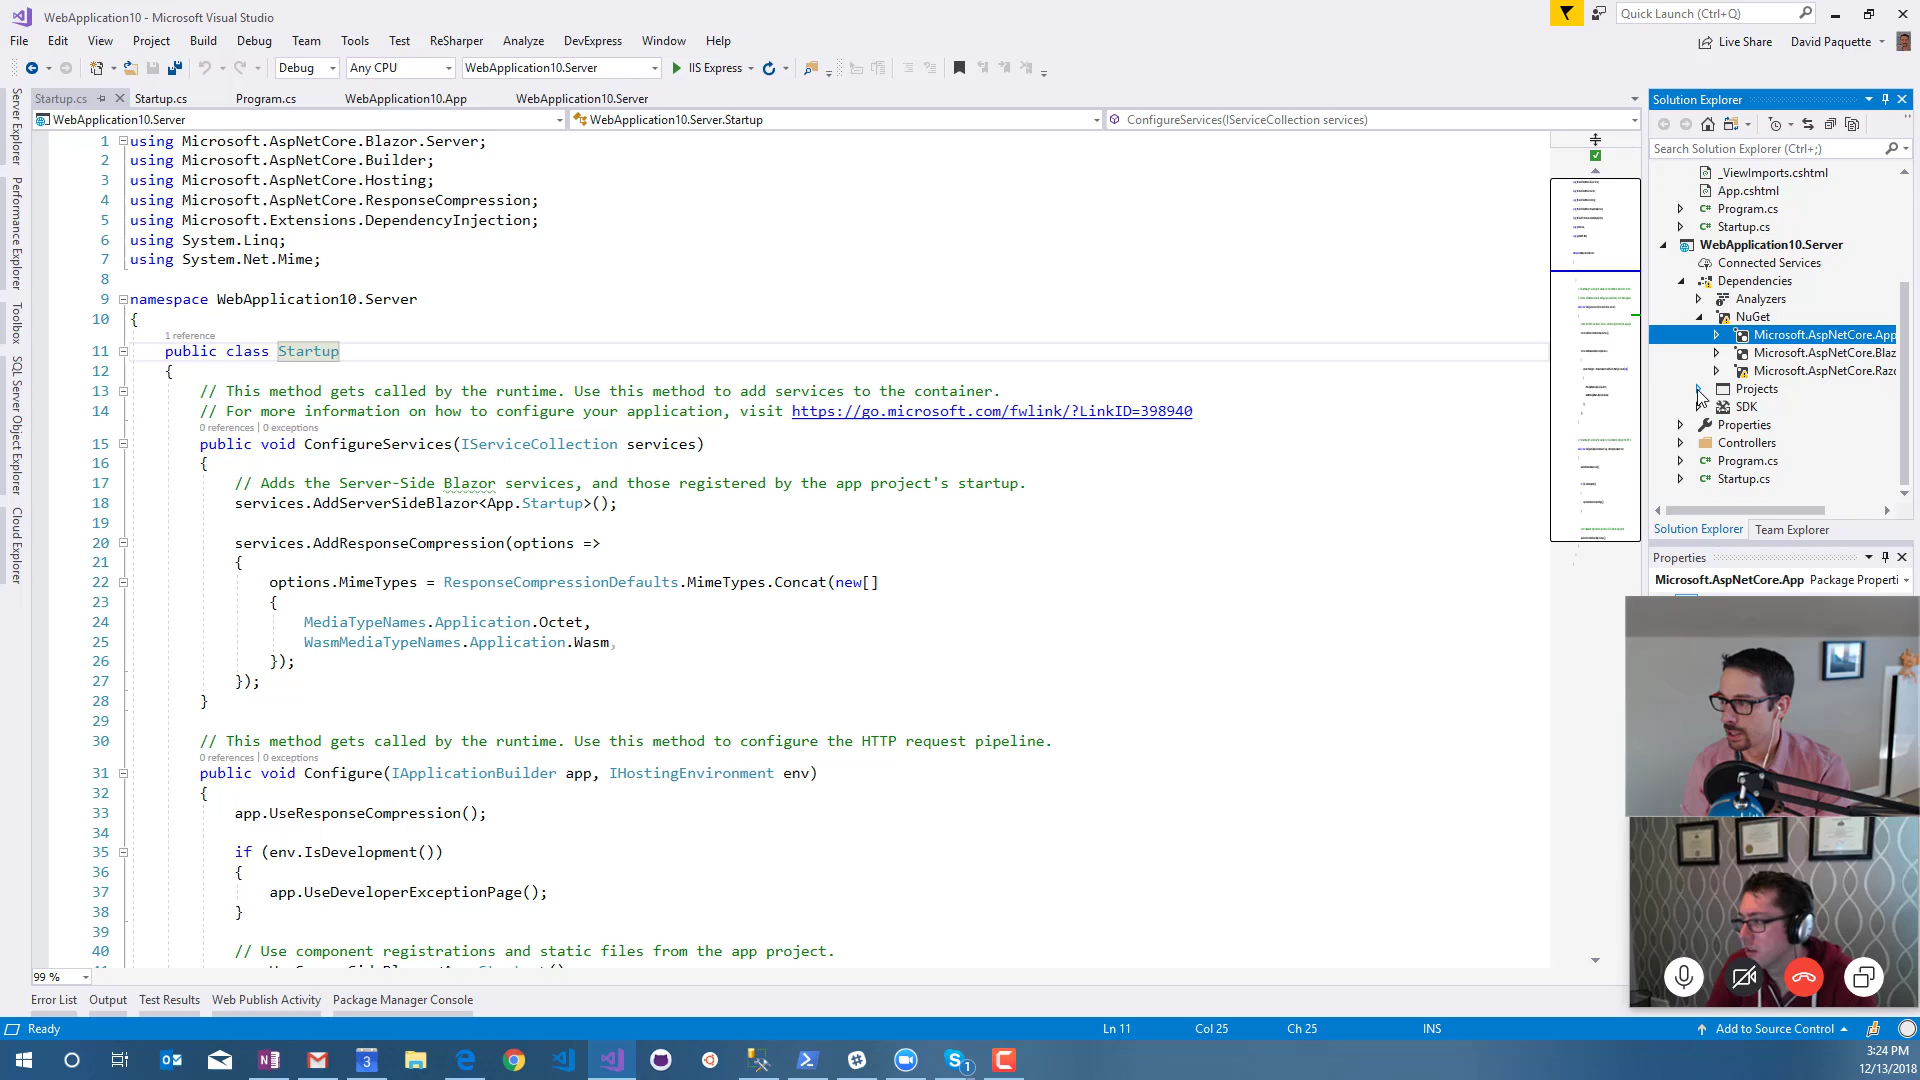 WebApplication10 - Microsoft Visual Studio
Quick Launch (Ctrl+Q)
File Edit View Project Build Debug Team Tools Test ReSharper Analyze DevExpress Window Help
Live Share David Paquette
Debug Any CPU WebApplication10.Server IIS Express
Startup.cs Startup.cs Program.cs WebApplication10.App WebApplication10.Server
WebApplication10.Server WebApplication10.Server.Startup ConfigureServices(IServiceCollection services)
Server Explorer
Performance Explorer
Toolbox
SQL Server Object Explorer
Cloud Explorer
1 using Microsoft.AspNetCore.Blazor.Server;
2 using Microsoft.AspNetCore.Builder;
3 using Microsoft.AspNetCore.Hosting;
4 using Microsoft.AspNetCore.ResponseCompression;
5 using Microsoft.Extensions.DependencyInjection;
6 using System.Linq;
7 using System.Net.Mime;
8
9 namespace WebApplication10.Server
10 {
1 reference
11 public class Startup
12 {
13 // This method gets called by the runtime. Use this method to add services to the container.
14 // For more information on how to configure your application, visit https://go.microsoft.com/fwlink/?LinkID=398940
0 references | 0 exceptions
15 public void ConfigureServices(IServiceCollection services)
16 {
17 // Adds the Server-Side Blazor services, and those registered by the app project's startup.
18 services.AddServerSideBlazor<App.Startup>();
19
20 services.AddResponseCompression(options =>
21 {
22 options.MimeTypes = ResponseCompressionDefaults.MimeTypes.Concat(new[]
23 {
24 MediaTypeNames.Application.Octet,
25 WasmMediaTypeNames.Application.Wasm,
26 });
27 });
28 }
29
30 // This method gets called by the runtime. Use this method to configure the HTTP request pipeline.
0 references | 0 exceptions
31 public void Configure(IApplicationBuilder app, IHostingEnvironment env)
32 {
33 app.UseResponseCompression();
34
35 if (env.IsDevelopment())
36 {
37 app.UseDeveloperExceptionPage();
38 }
39
40 // Use component registrations and static files from the app project.
99 %
Solution Explorer
Search Solution Explorer (Ctrl+;)
_ViewImports.cshtml
App.cshtml
Program.cs
Startup.cs
WebApplication10.Server
Connected Services
Dependencies
Analyzers
NuGet
Microsoft.AspNetCore.App
Microsoft.AspNetCore.Blaz
Microsoft.AspNetCore.Razo
Projects
SDK
Properties
Controllers
Program.cs
Startup.cs
Solution Explorer Team Explorer
Properties
Microsoft.AspNetCore.App Package Properti
Error List Output Test Results Web Publish Activity Package Manager Console
Ready Ln 11 Col 25 Ch 25 INS Add to Source Control
3:24 PM
12/13/2018